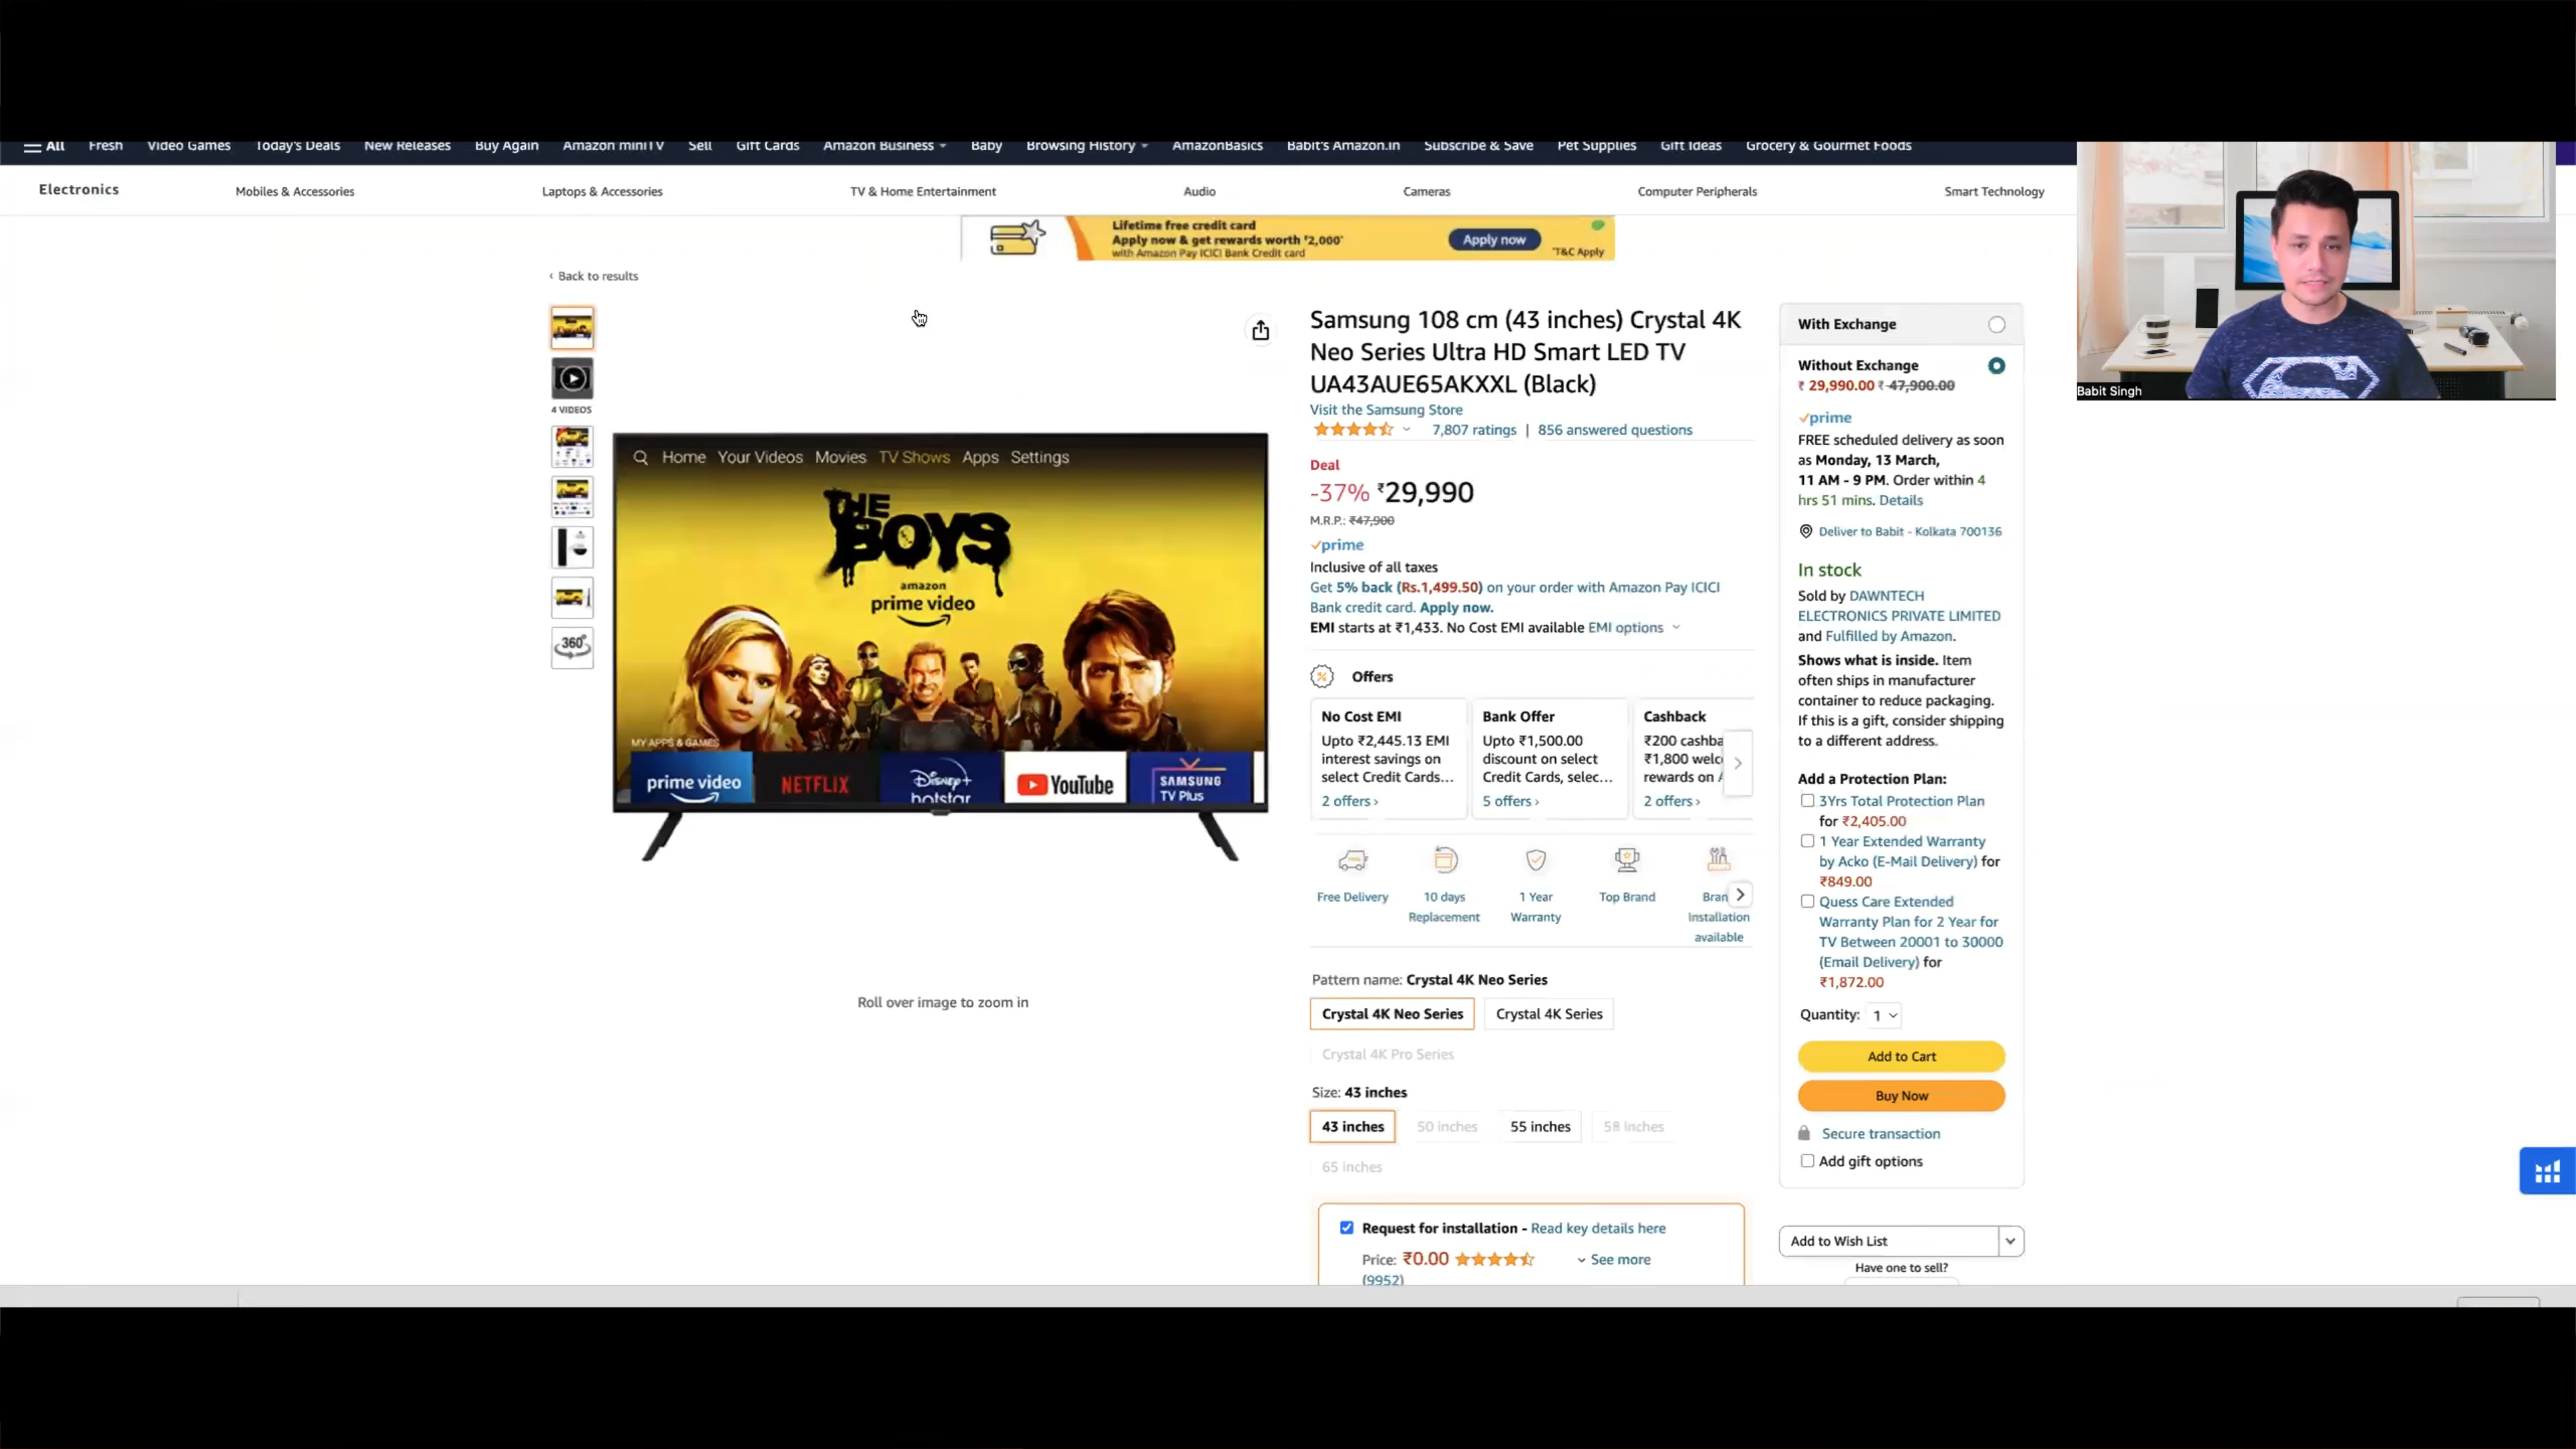 All Fresh Video Games Today's Deals New Releases Buy Again Amazon miniTV Sell Gift Cards Amazon Business Baby Browsing History AmazonBasics Babit's Amazon.in Subscribe & Save Pet Supplies Gift Ideas Grocery & Gourmet Foods
Electronics Mobiles & Accessories Laptops & Accessories TV & Home Entertainment Audio Cameras Computer Peripherals Smart Technology
Lifetime free credit card
Apply now & get rewards worth ₹2,000*
with Amazon Pay ICICI Bank Credit card
Apply now
*T&C Apply
Babit Singh
‹ Back to results
4 VIDEOS
360°
Home Your Videos Movies TV Shows Apps Settings
THE
BOYS
amazon
prime video
MY APPS & GAMES
prime video
NETFLIX
Disney+
hotstar
YouTube
SAMSUNG
TV Plus
Roll over image to zoom in
Samsung 108 cm (43 inches) Crystal 4K
Neo Series Ultra HD Smart LED TV
UA43AUE65AKXXL (Black)
Visit the Samsung Store
7,807 ratings | 856 answered questions
Deal
-37% ₹29,990
M.R.P.: ₹47,900
prime
Inclusive of all taxes
Get 5% back (Rs.1,499.50) on your order with Amazon Pay ICICI
Bank credit card. Apply now.
EMI starts at ₹1,433. No Cost EMI available EMI options
Offers
No Cost EMI
Upto ₹2,445.13 EMI
interest savings on
select Credit Cards...
2 offers ›
Bank Offer
Upto ₹1,500.00
discount on select
Credit Cards, selec...
5 offers ›
Cashback
₹200 cashba
₹1,800 welc
rewards on A
2 offers ›
Free Delivery
10 days
Replacement
1 Year
Warranty
Top Brand
Bran
Installation
available
Pattern name: Crystal 4K Neo Series
Crystal 4K Neo Series Crystal 4K Series
Crystal 4K Pro Series
Size: 43 inches
43 inches 50 inches 55 inches 58 inches
65 inches
Request for installation - Read key details here
Price: ₹0.00 See more
(9952)
With Exchange
Without Exchange
₹ 29,990.00 ₹ 47,900.00
prime
FREE scheduled delivery as soon
as Monday, 13 March,
11 AM - 9 PM. Order within 4
hrs 51 mins. Details
Deliver to Babit - Kolkata 700136
In stock
Sold by DAWNTECH
ELECTRONICS PRIVATE LIMITED
and Fulfilled by Amazon.
Shows what is inside. Item
often ships in manufacturer
container to reduce packaging.
If this is a gift, consider shipping
to a different address.
Add a Protection Plan:
3Yrs Total Protection Plan
for ₹2,405.00
1 Year Extended Warranty
by Acko (E-Mail Delivery) for
₹849.00
Quess Care Extended
Warranty Plan for 2 Year for
TV Between 20001 to 30000
(Email Delivery) for
₹1,872.00
Quantity: 1
Add to Cart
Buy Now
Secure transaction
Add gift options
Add to Wish List
Have one to sell?